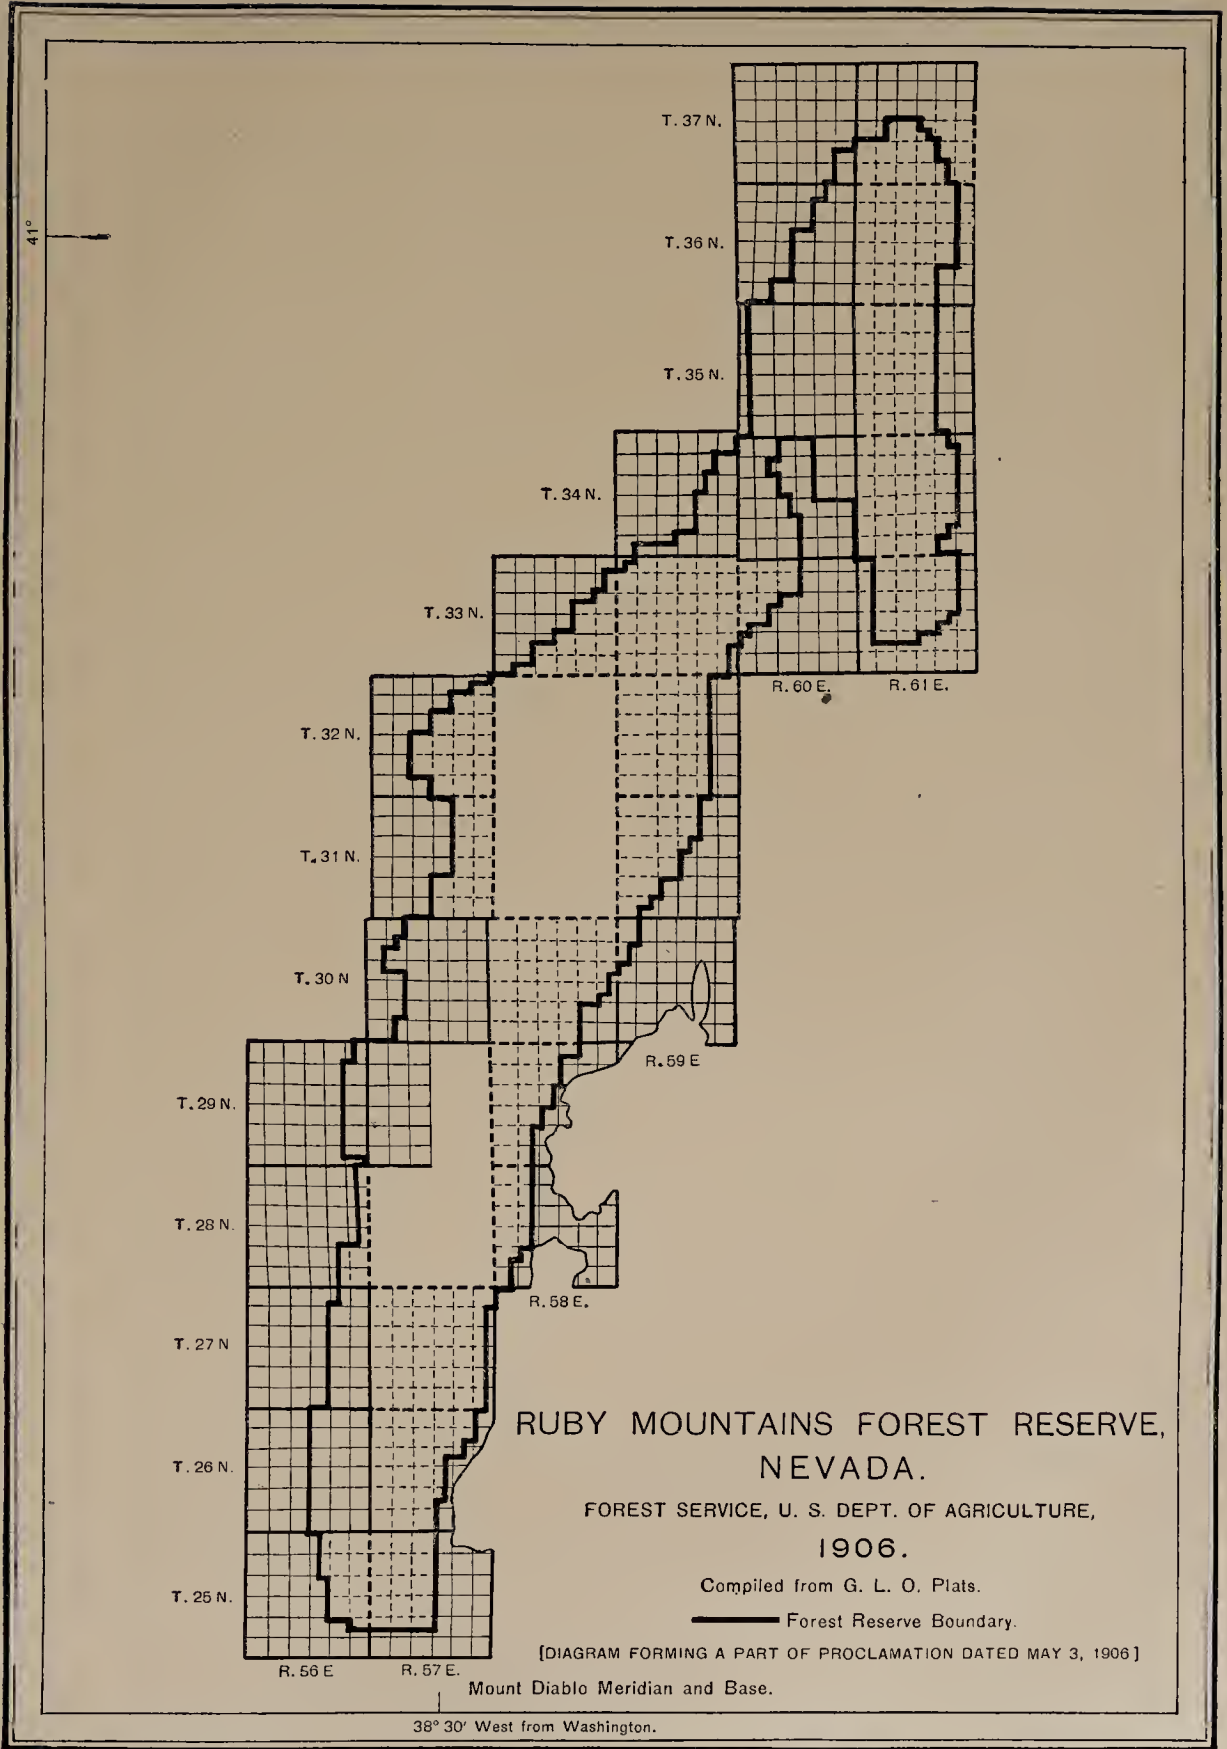 T. 37 N.
41°
T. 36 N.
T. 35 N.
T. 34 N.
T. 33 N.
R. 60 E.
R. 61 E.
T. 32 N.
T. 31 N.
T. 30 N
R. 59 E
T. 29 N.
T. 28 N.
R. 58 E.
T. 27 N
RUBY MOUNTAINS FOREST RESERVE,
NEVADA.
T. 26 N.
FOREST SERVICE, U. S. DEPT. OF AGRICULTURE,
1906.
Compiled from G. L. O. Plats.
T. 25 N.
Forest Reserve Boundary.
[DIAGRAM FORMING A PART OF PROCLAMATION DATED MAY 3, 1906]
R. 56 E
R. 57 E.
Mount Diablo Meridian and Base.
38° 30' West from Washington.